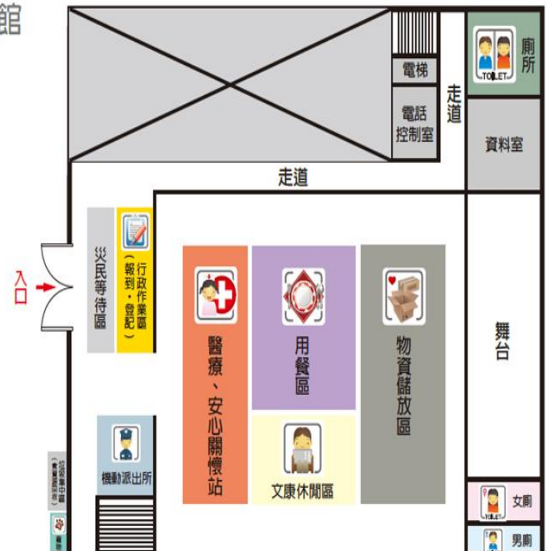 館
電梯
電話
控制室
走道
TOILET
廁所
資料室
走道
入口
災民等待區
行政作業區
(報到・登記)
醫療、安心關懷站
用餐區
物資儲放區
舞台
機動派出所
文康休閒區
女廁
TOILET
男廁